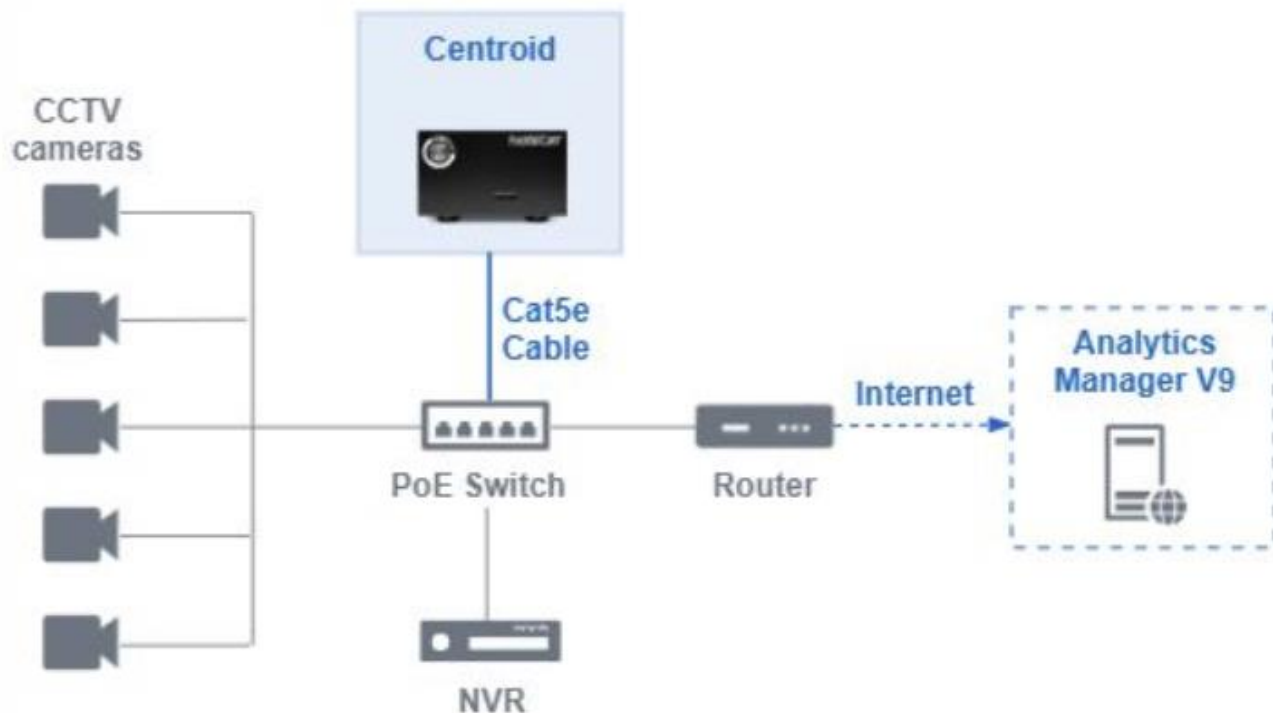 Centroid
CCTV
cameras
Cat5e
Cable
Analytics
Manager V9
Internet
PoE Switch
Router
NVR